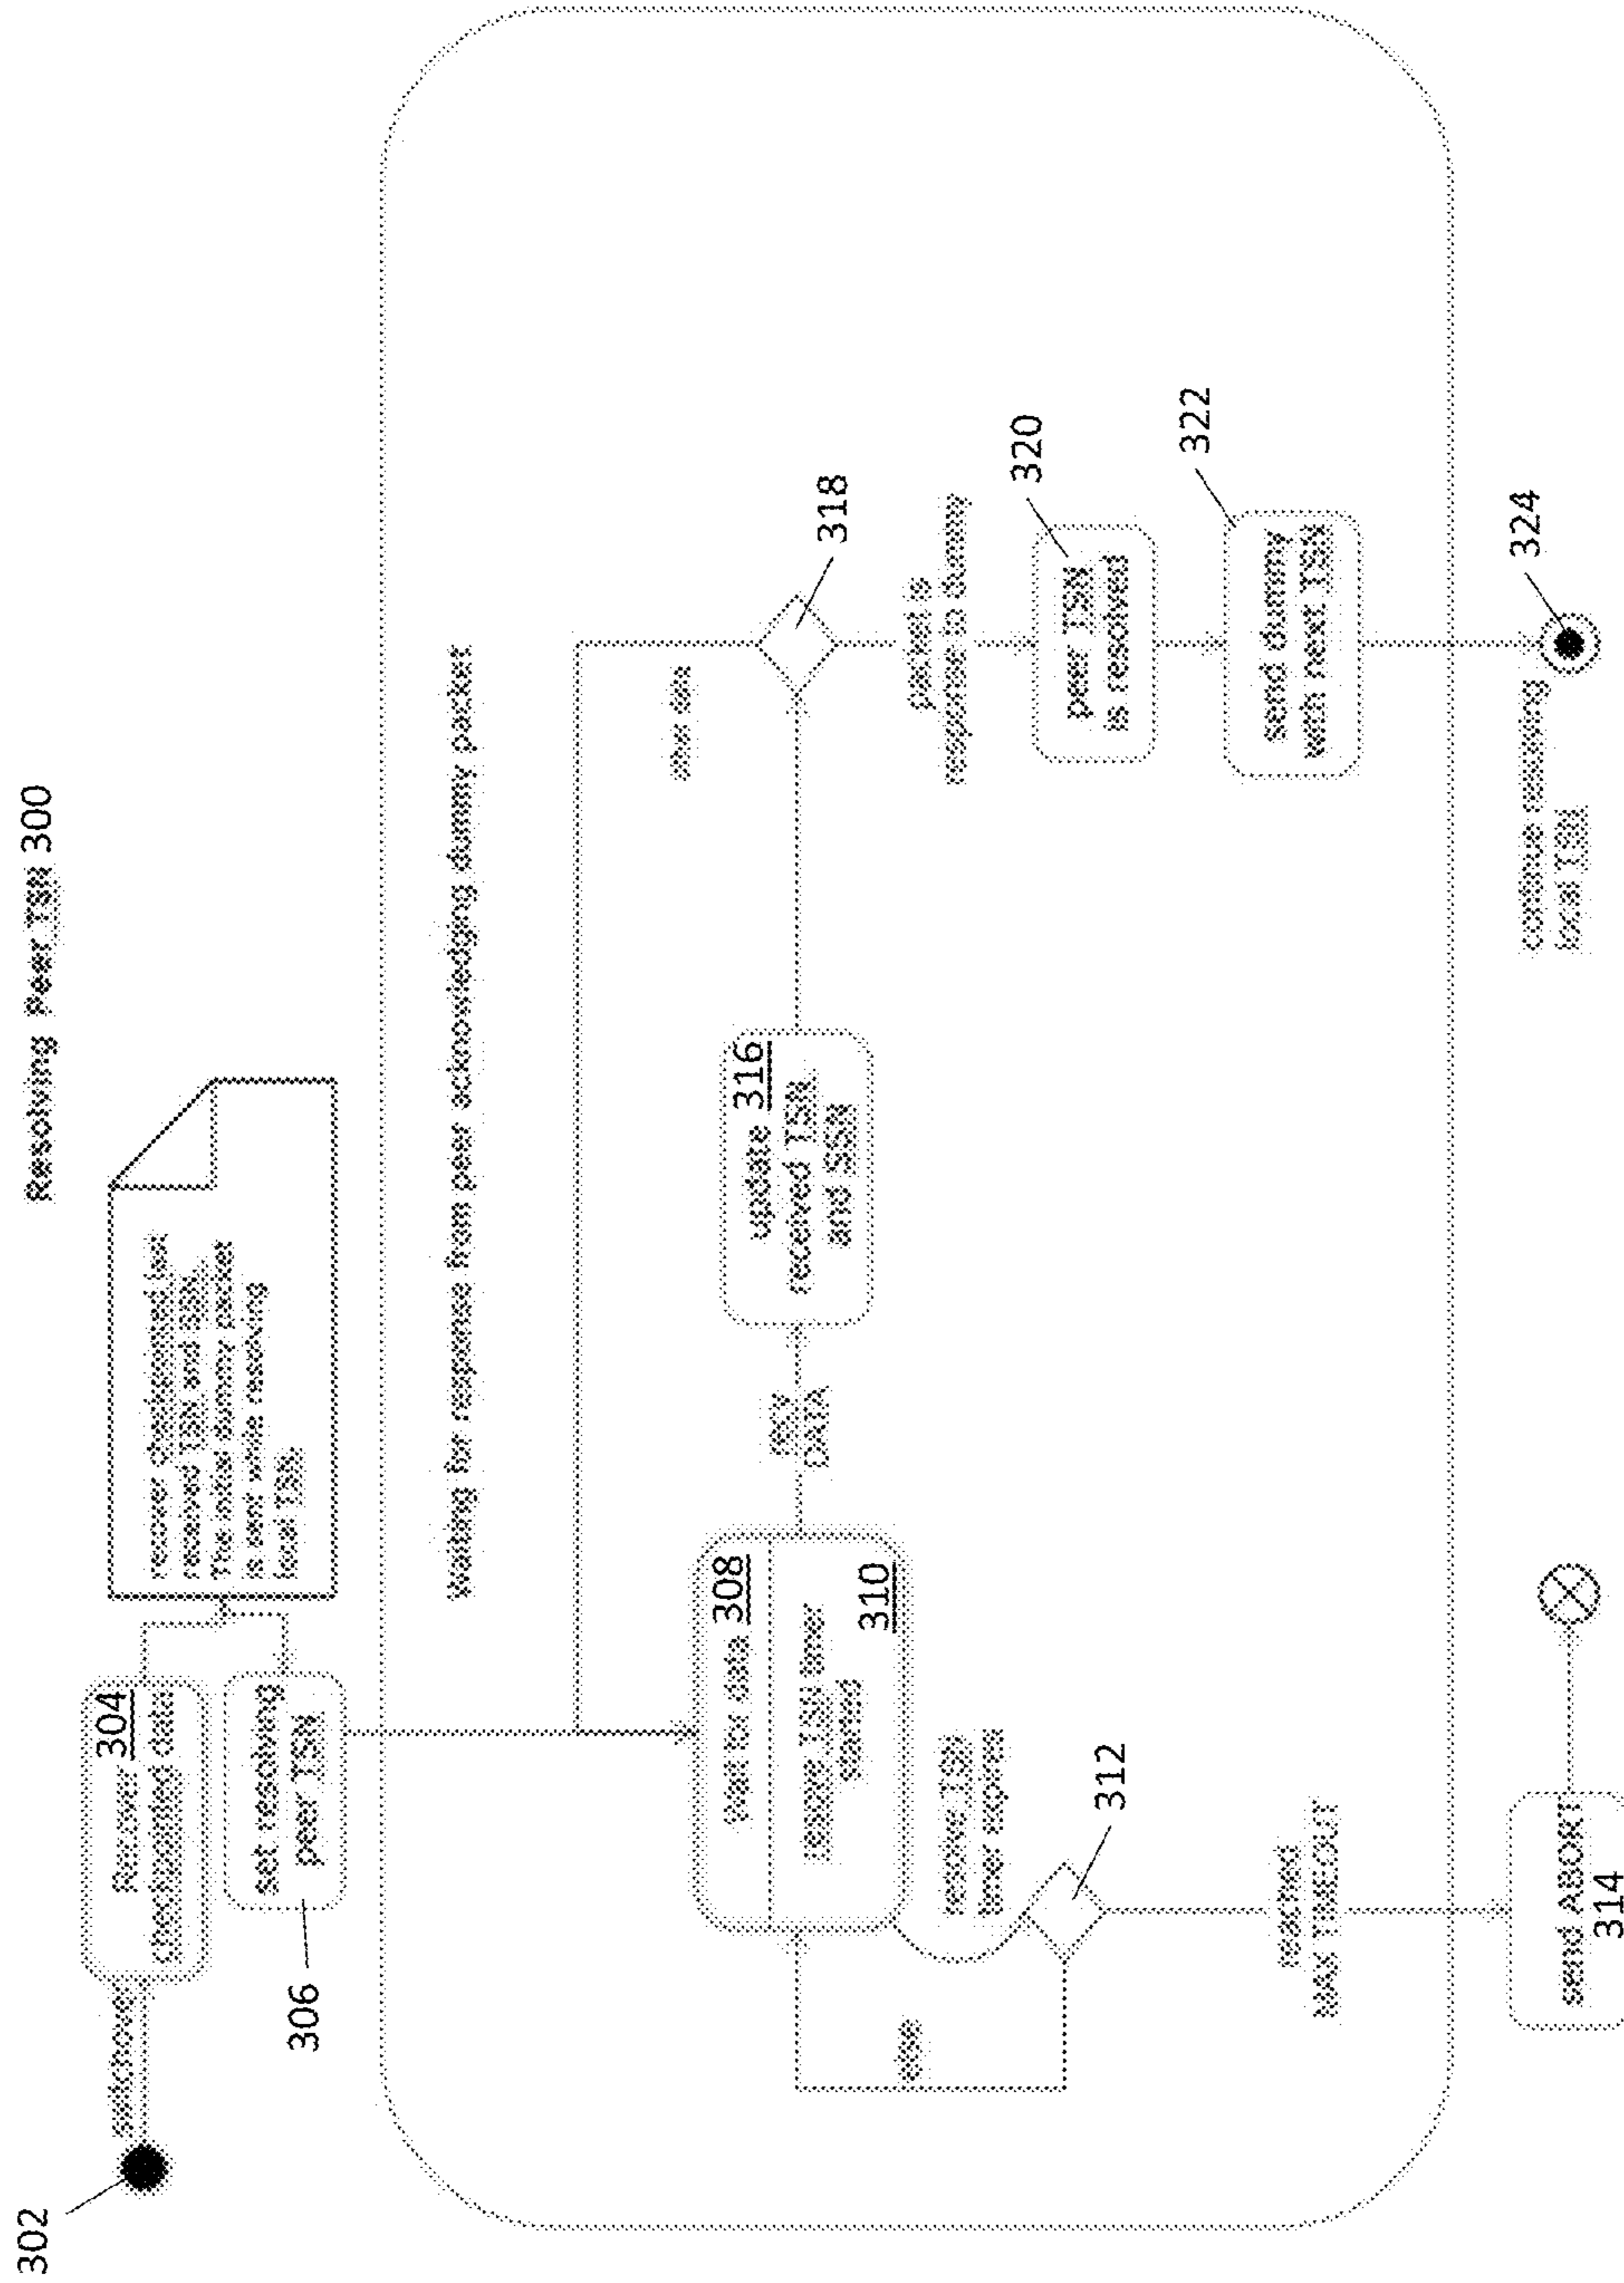 Resolving Peer TSN 300
302
switchover
Recover 304
checkpointed data
recover checkpointed last
received TSN and SSN.
The initial dummy packet
is sent while resolving
local TSN
306
set resolving
peer TSN
waiting for response from peer acknowledging dummy packet
wait for data 308
resolve TSN timer
started
310
RCV
DATA
update 316
received TSN
and SSN
other data
318
else
resolve TSN
timer expires
312
packet is
response to dummy
peer TSN
is resolved
320
send dummy
with next TSN
322
reached
MAX TIMEOUT
send ABORT
314
continue resolving
local TSN
324